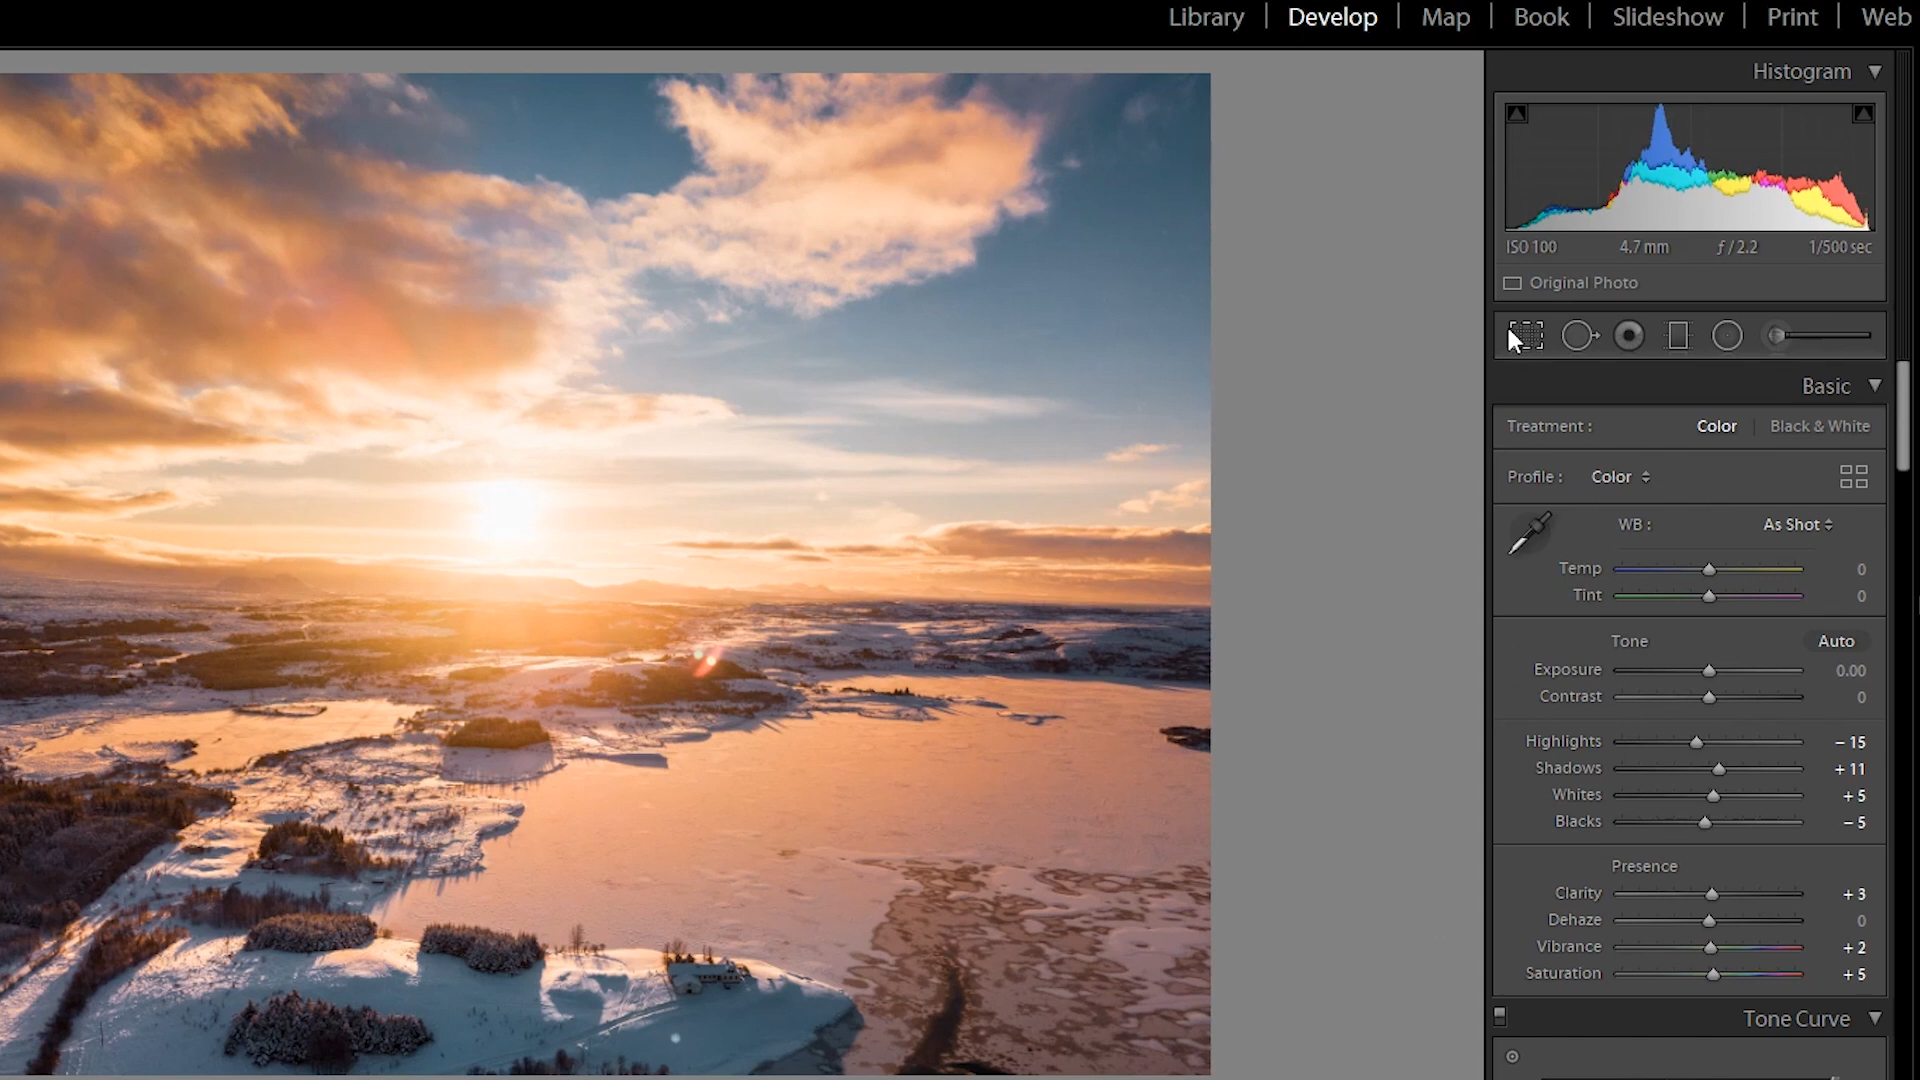 Library | Develop | Map | Book | Slideshow | Print | Web
Histogram
ISO 100 4.7 mm ƒ / 2.2 1/500 sec
Original Photo
Basic
Treatment : Color Black & White
Profile : Color
WB : As Shot
Temp 0
Tint 0
Tone Auto
Exposure 0.00
Contrast 0
Highlights – 15
Shadows + 11
Whites + 5
Blacks – 5
Presence
Clarity + 3
Dehaze 0
Vibrance + 2
Saturation + 5
Tone Curve